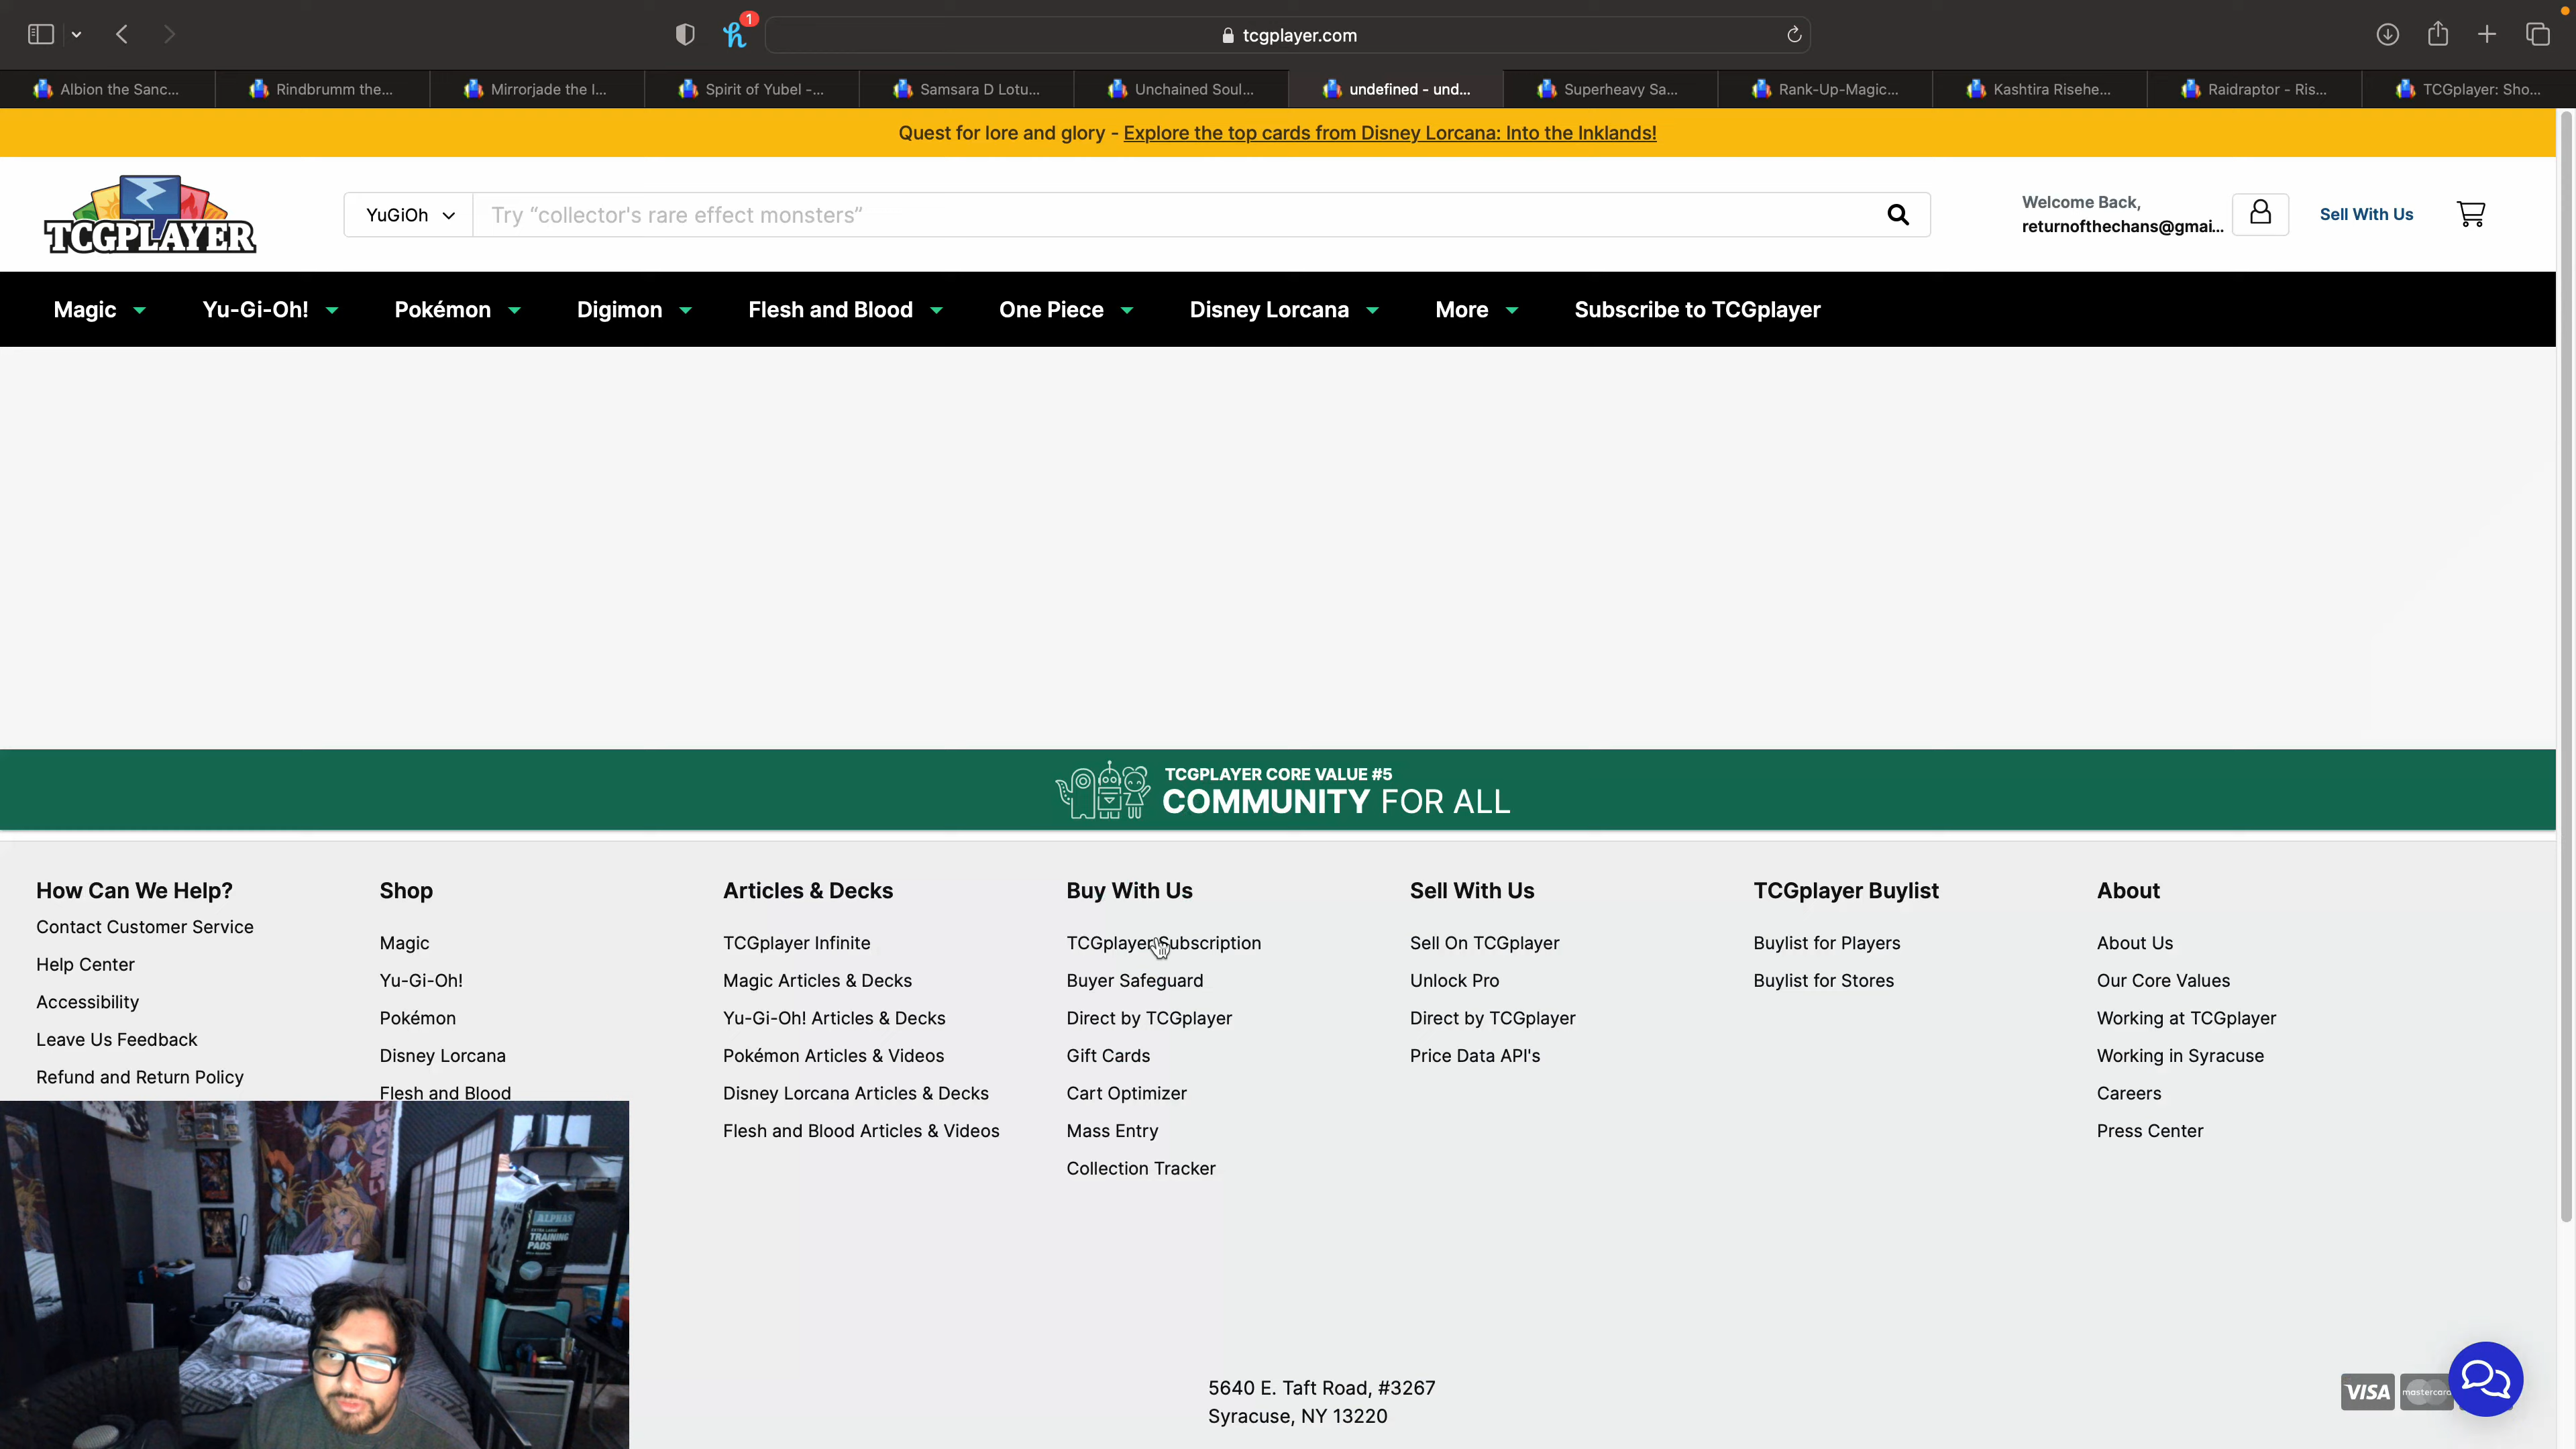 1
tcgplayer.com
Albion the Sanc...
Rindbrumm the...
Mirrorjade the I...
Spirit of Yubel -...
Samsara D Lotu...
Unchained Soul...
undefined - und...
Superheavy Sa...
Rank-Up-Magic...
Kashtira Risehe...
Raidraptor - Ris...
TCGplayer: Sho...
Quest for lore and glory - Explore the top cards from Disney Lorcana: Into the Inklands!
TCGPLAYER
YuGiOh
Try “collector's rare effect monsters”
Welcome Back,
returnofthechans@gmai...
Sell With Us
Magic
Yu-Gi-Oh!
Pokémon
Digimon
Flesh and Blood
One Piece
Disney Lorcana
More
Subscribe to TCGplayer
TCGPLAYER CORE VALUE #5
COMMUNITY FOR ALL
How Can We Help?
Contact Customer Service
Help Center
Accessibility
Leave Us Feedback
Refund and Return Policy
Shop
Magic
Yu-Gi-Oh!
Pokémon
Disney Lorcana
Flesh and Blood
Articles & Decks
TCGplayer Infinite
Magic Articles & Decks
Yu-Gi-Oh! Articles & Decks
Pokémon Articles & Videos
Disney Lorcana Articles & Decks
Flesh and Blood Articles & Videos
Buy With Us
TCGplayer Subscription
Buyer Safeguard
Direct by TCGplayer
Gift Cards
Cart Optimizer
Mass Entry
Collection Tracker
Sell With Us
Sell On TCGplayer
Unlock Pro
Direct by TCGplayer
Price Data API's
TCGplayer Buylist
Buylist for Players
Buylist for Stores
About
About Us
Our Core Values
Working at TCGplayer
Working in Syracuse
Careers
Press Center
ALPHAS
TRAINING
PADS
5640 E. Taft Road, #3267
Syracuse, NY 13220
VISA
mastercard